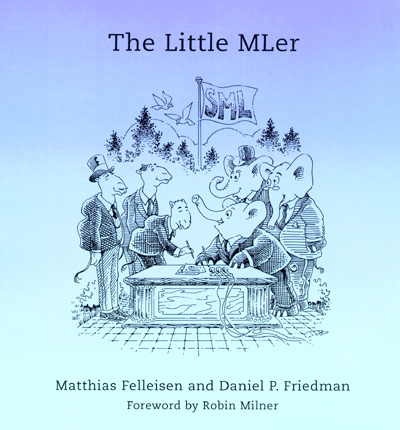 The Little MLer
SML
Matthias Felleisen and Daniel P. Friedman
Foreword by Robin Milner